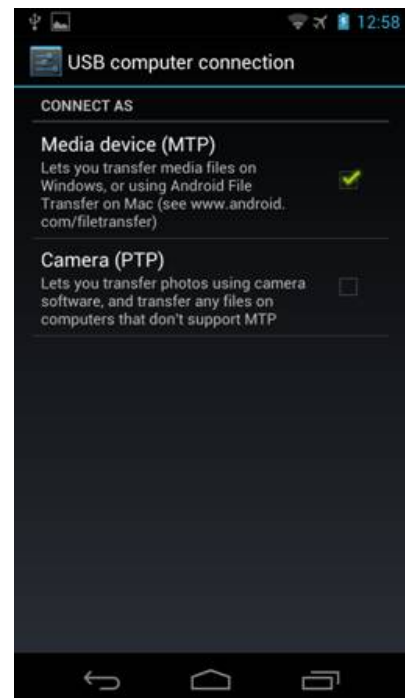 12:58
USB computer connection
CONNECT AS
Media device (MTP)
Lets you transfer media files on
Windows, or using Android File
Transfer on Mac (see www.android.
com/filetransfer)
Camera (PTP)
Lets you transfer photos using camera
software, and transfer any files on
computers that don't support MTP